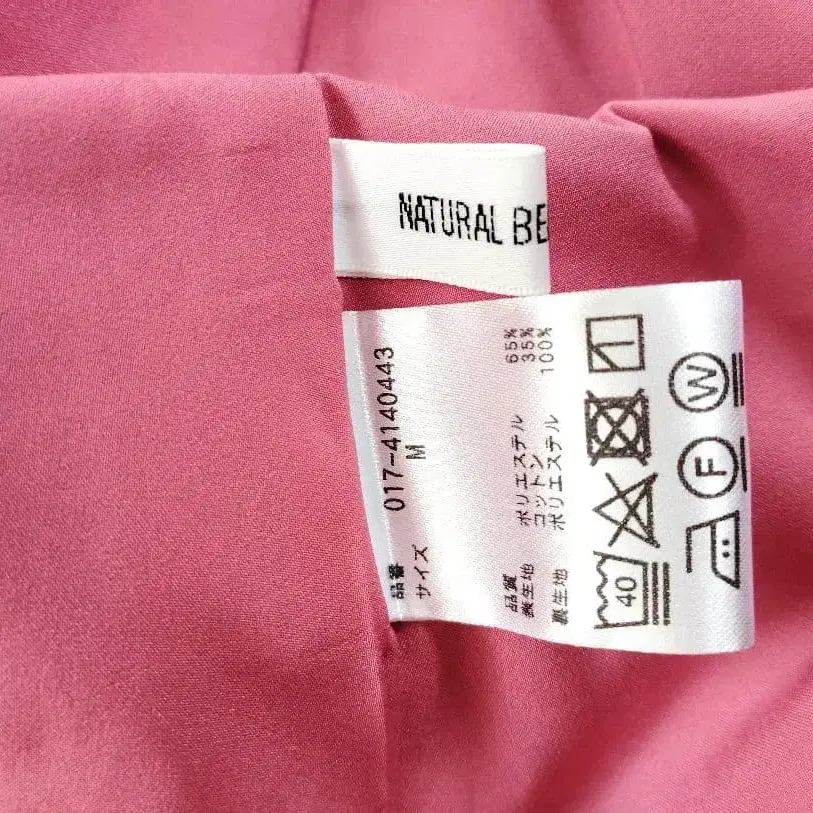 NATURAL BE
品番 017-4140443
サイズ M
品質
表生地 ポリエステル 65%
コットン 35%
裏生地 ポリエステル 100%
40
F
W